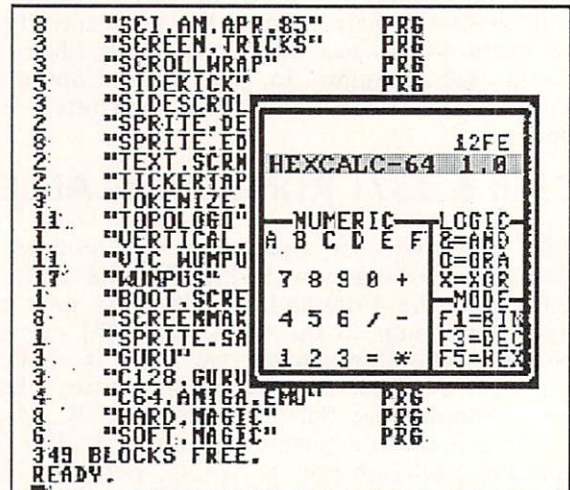 8 "SCI.AN.APR.85" PRG
3 "SCREEN.TRICKS" PRG
3 "SCROLLWRAP" PRG
5 "SIDEKICK" PRG
3 "SIDESCROL
2 "SPRITE.DE
8 "SPRITE.ED
2 "TEXT.SCRN
2 "TICKERTAP
3 "TOKENIZE
11 "TOPOLOGO"
1 "VERTICAL.
11 "VIC WUMPU
17 "WUMPUS"
1 "BOOT.SCRE
8 "SCREENMAK
1 "SPRITE.SA
3 "GURU"
3 "C128.GURU
4 "C64.AMIGA.EMU" PRG
8 "HARD.MAGIC" PRG
6 "SOFT.MAGIC" PRG
349 BLOCKS FREE.
READY.
12FE
HEXCALC-64 1.0
NUMERIC
A B C D E F
7 8 9 0 +
4 5 6 / -
1 2 3 = *
LOGIC
&=AND
O=ORA
X=XOR
MODE
F1=BIN
F3=DEC
F5=HEX